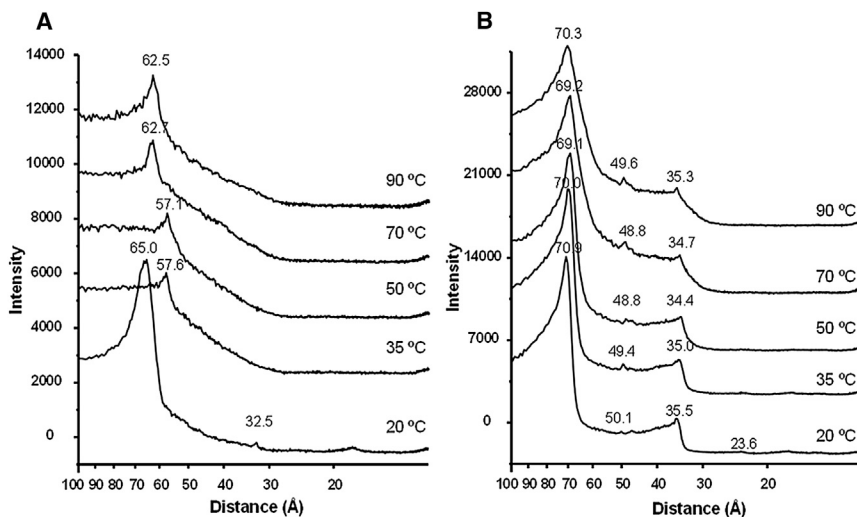 A
62.5
14000
12000
62.7
10000
90 ºC
57.1
8000
70 ºC
65.0
57.6
6000
50 ºC
4000
35 ºC
2000
32.5
20 ºC
0
Intensity
100 90 80 70 60 50 40 30 20
Distance (Å)
B
70.3
28000
69.2
49.6
35.3
21000
69.1
90 ºC
70.0
48.8
34.7
14000
70.9
70 ºC
48.8
34.4
50 ºC
7000
49.4
35.0
35 ºC
0
50.1
35.5
23.6
20 ºC
Intensity
100 90 80 70 60 50 40 30 20
Distance (Å)